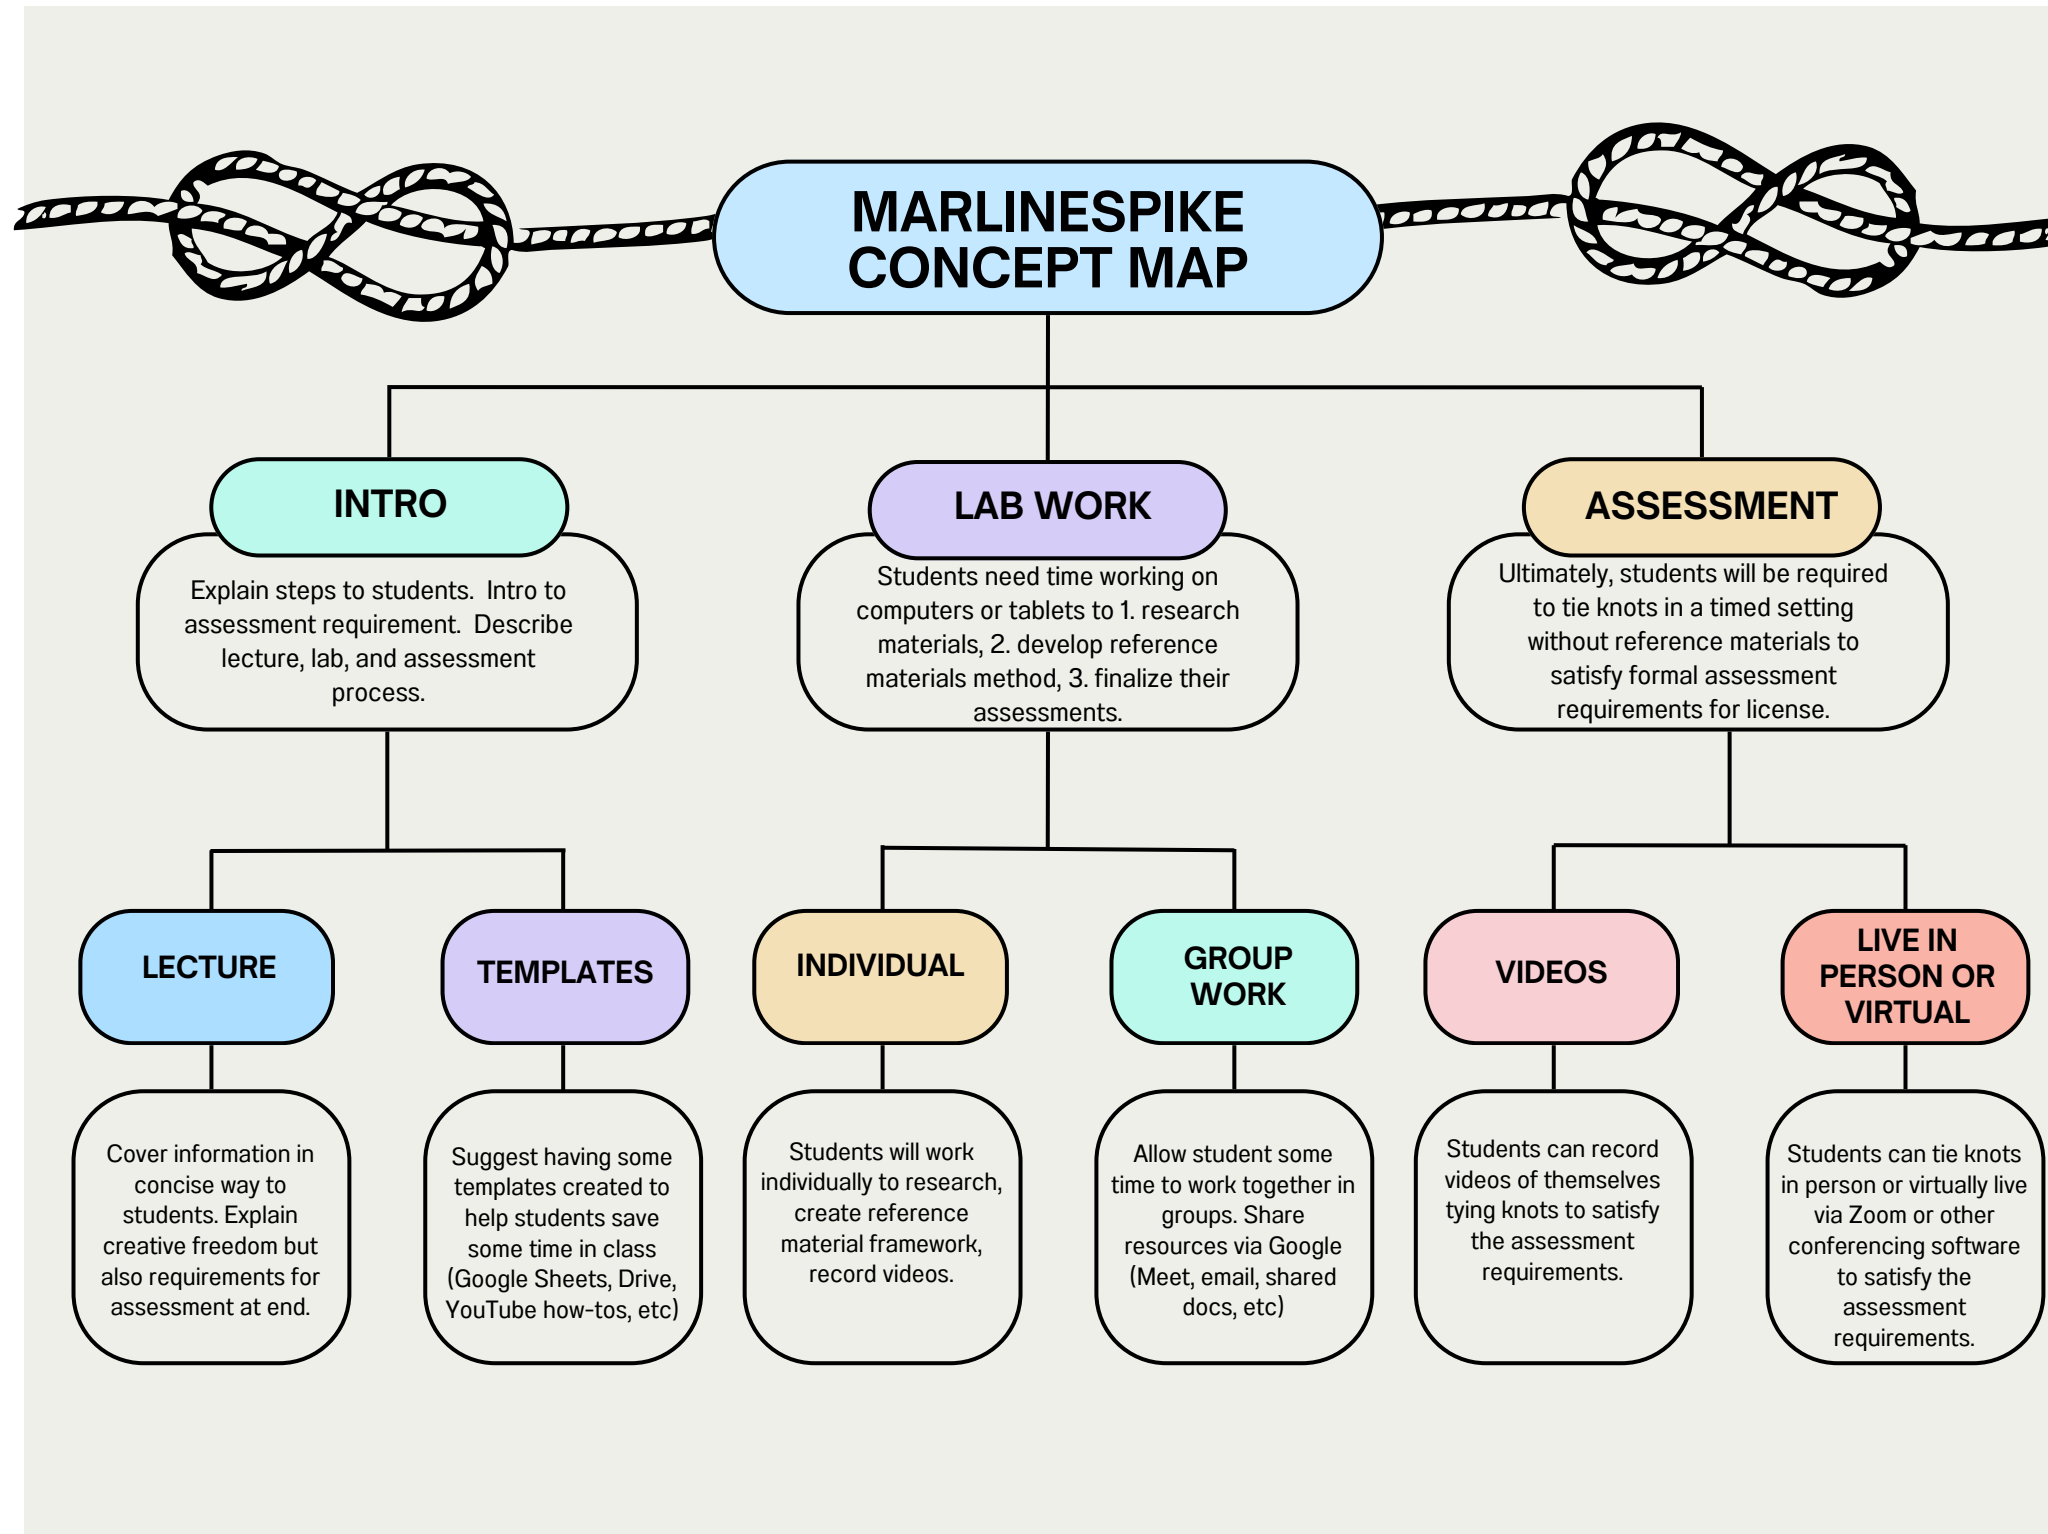 MARLINESPIKE
CONCEPT MAP
INTRO
Explain steps to students.  Intro to
assessment requirement.  Describe
lecture, lab, and assessment
process.
LAB WORK
Students need time working on
computers or tablets to 1. research
materials, 2. develop reference
materials method, 3. finalize their
assessments.
ASSESSMENT
Ultimately, students will be required
to tie knots in a timed setting
without reference materials to
satisfy formal assessment
requirements for license.
LECTURE
Cover information in
concise way to
students. Explain
creative freedom but
also requirements for
assessment at end.
TEMPLATES
Suggest having some
templates created to
help students save
some time in class
(Google Sheets, Drive,
YouTube how-tos, etc)
INDIVIDUAL
Students will work
individually to research,
create reference
material framework,
record videos.
GROUP
WORK
Allow student some
time to work together in
groups. Share
resources via Google
(Meet, email, shared
docs, etc)
VIDEOS
Students can record
videos of themselves
tying knots to satisfy
the assessment
requirements.
LIVE IN
PERSON OR
VIRTUAL
Students can tie knots
in person or virtually live
via Zoom or other
conferencing software
to satisfy the
assessment
requirements.